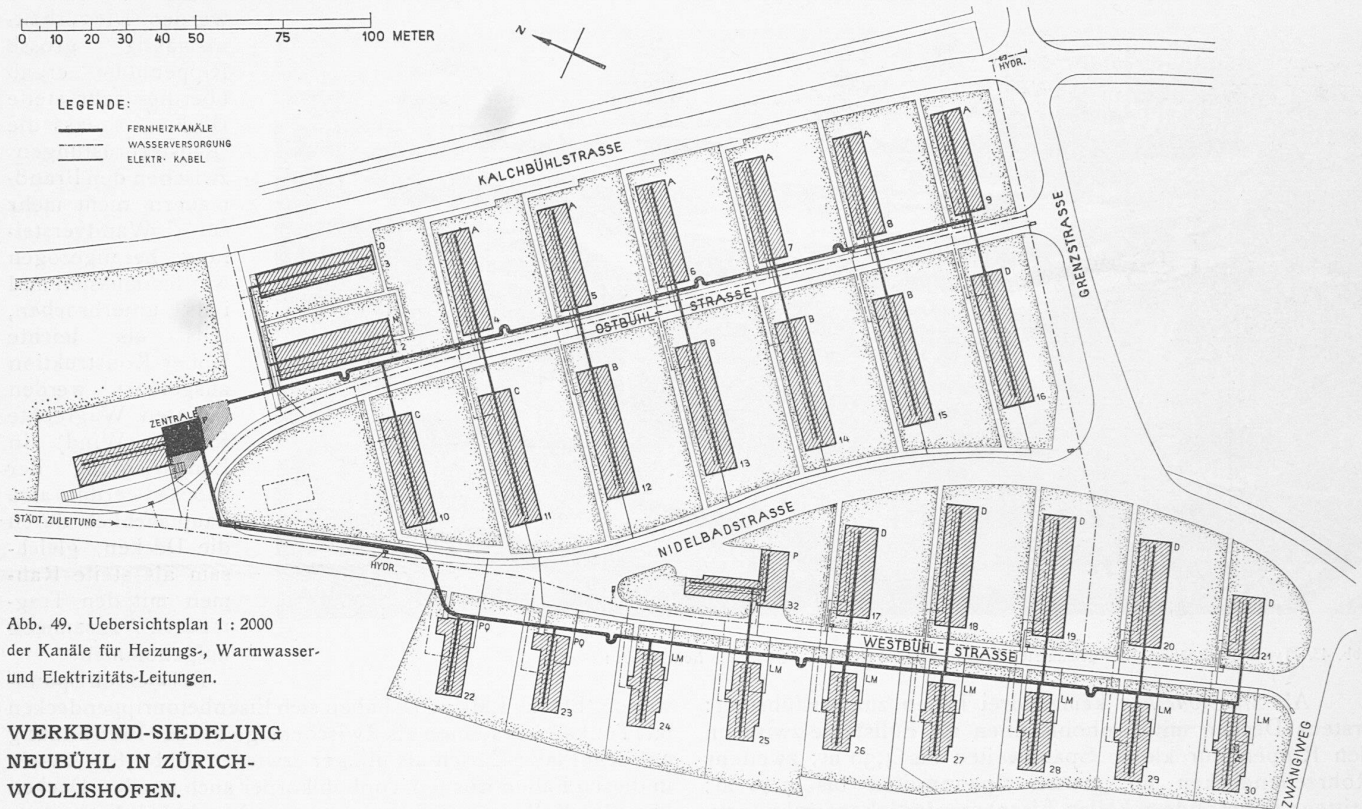 0 10 20 30 40 50 75 100 METER
N
LEGENDE:
FERNHEIZKANÄLE
WASSERVERSORGUNG
ELEKTR. KABEL
HYDR.
KALCHBÜHLSTRASSE
GRENZSTRASSE
OSTBÜHL-STRASSE
A A A A A A
O
3
N
2
4 5 6 7 8 9
ZENTRALE
P
1
C C B B B B D
10 11 12 13 14 15 16
STÄDT. ZULEITUNG
HYDR.
NIDELBADSTRASSE
P
32
D D D D D
17 18 19 20 21
WESTBÜHL-STRASSE
PQ PQ LM LM LM LM LM LM LM
22 23 24 25 26 27 28 29 30
ZWÄNGIWEG
Abb. 49. Uebersichtsplan 1 : 2000
der Kanäle für Heizungs-, Warmwasser-
und Elektrizitäts-Leitungen.
WERKBUND-SIEDELUNG
NEUBÜHL IN ZÜRICH-
WOLLISHOFEN.